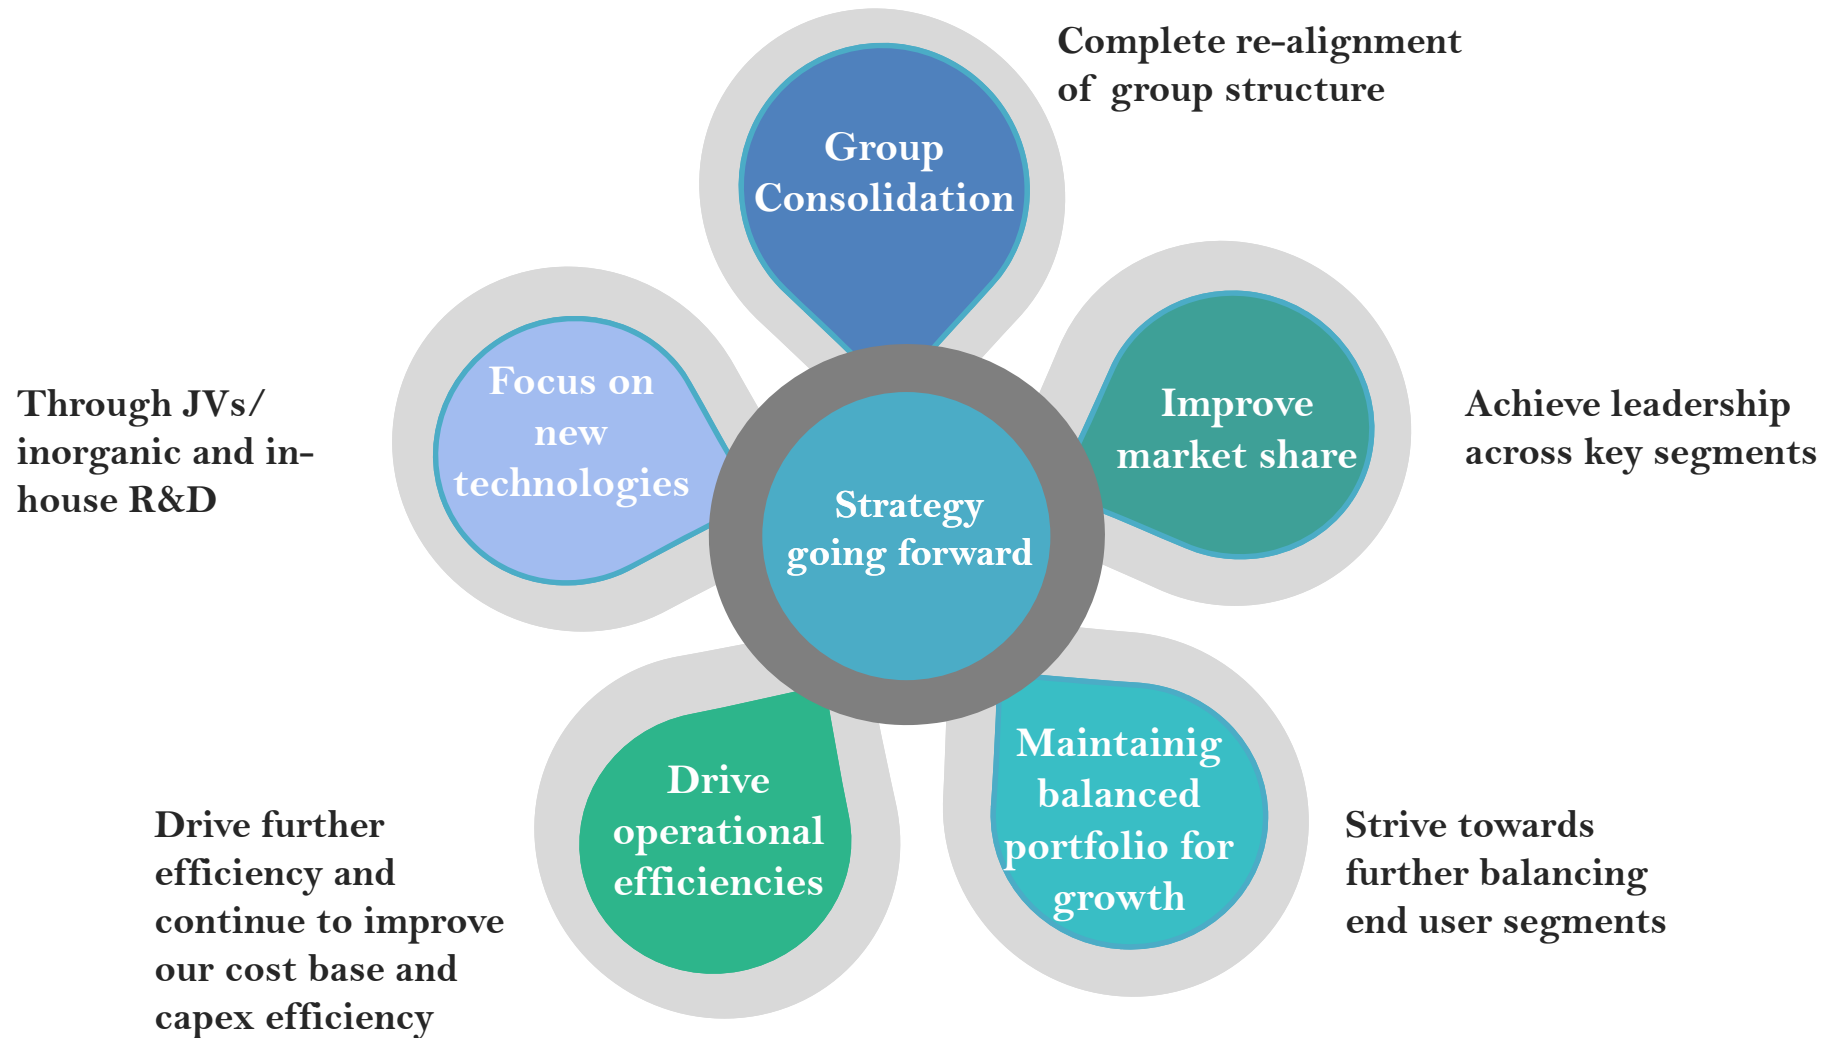 Complete re-alignment
of group structure
Group
Consolidation
Focus on
new
technologies
Through JVs/
inorganic and in-
house R&D
Improve
market share
Achieve leadership
across key segments
Strategy
going forward
Drive
operational
efficiencies
Drive further
efficiency and
continue to improve
our cost base and
capex efficiency
Maintainig
balanced
portfolio for
growth
Strive towards
further balancing
end user segments